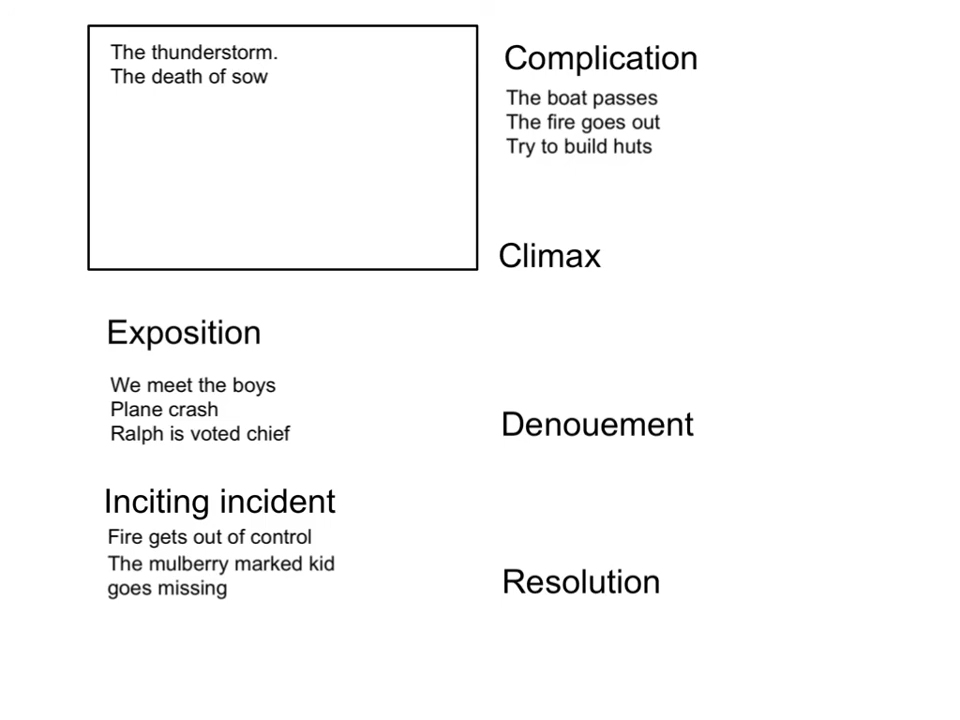 The thunderstorm.
The death of sow
Exposition
We meet the boys
Plane crash
Ralph is voted chief
Inciting incident
Fire gets out of control
The mulberry marked kid
goes missing
Complication
The boat passes
The fire goes out
Try to build huts
Climax
Denouement
Resolution